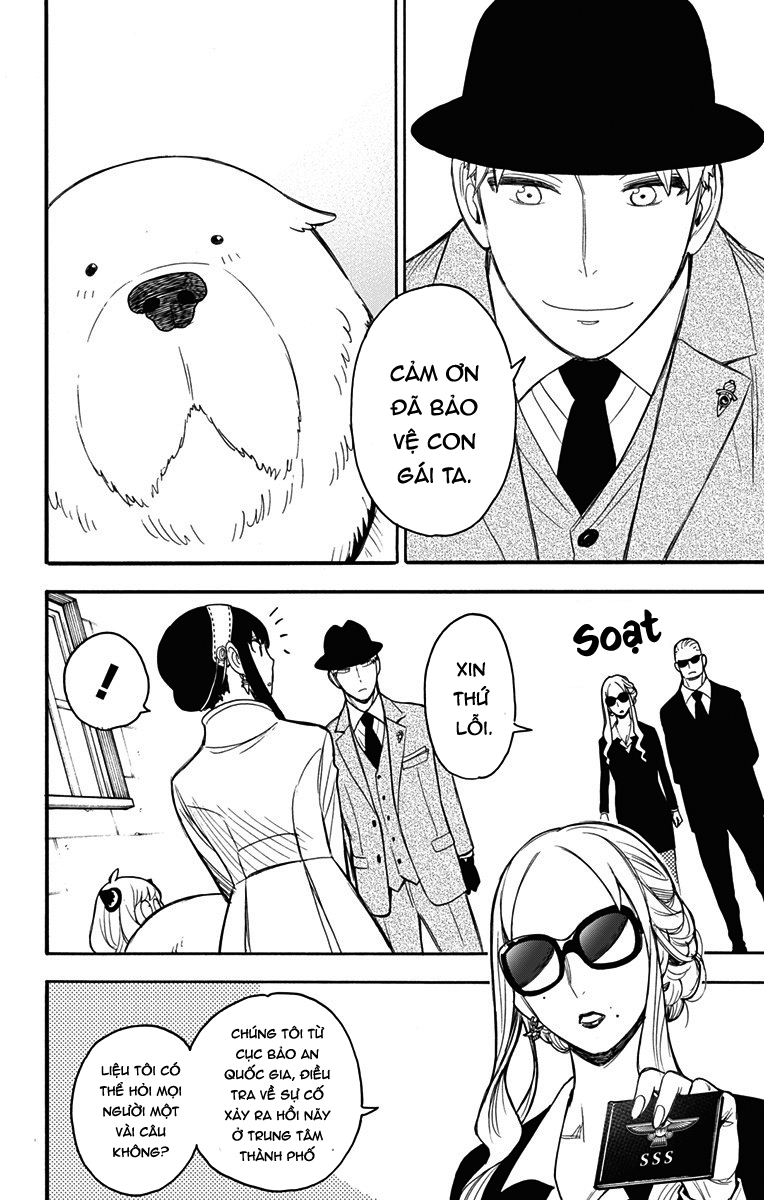 CẢM ƠN
ĐÃ BẢO
VỆ CON
GÁI TA.
Soạt
XIN
THỨ
LỖI.
!
CHÚNG TÔI TỪ
CỤC BẢO AN
QUỐC GIA, ĐIỀU
TRA VỀ SỰ CỐ
XẢY RA HỒI NÃY
Ở TRUNG TÂM
THÀNH PHỐ
LIỆU TÔI CÓ
THỂ HỎI MỌI
NGƯỜI MỘT
VÀI CÂU
KHÔNG?
SSS